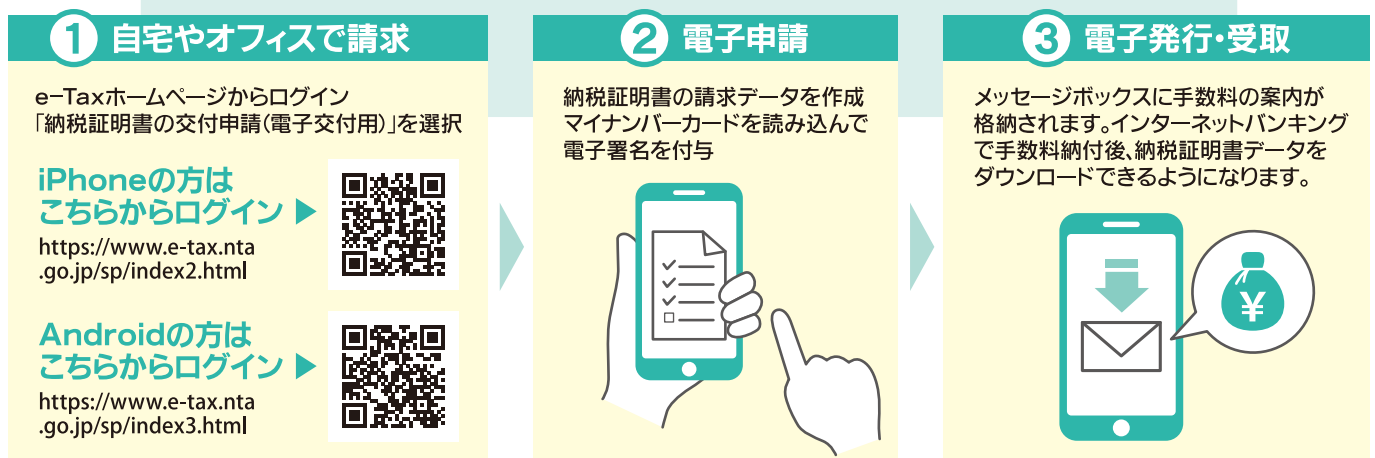 1 自宅やオフィスで請求
e-Taxホームページからログイン
「納税証明書の交付申請(電子交付用)」を選択
iPhoneの方は
こちらからログイン ▶
https://www.e-tax.nta
.go.jp/sp/index2.html
Androidの方は
こちらからログイン ▶
https://www.e-tax.nta
.go.jp/sp/index3.html
2 電子申請
納税証明書の請求データを作成
マイナンバーカードを読み込んで
電子署名を付与
3 電子発行・受取
メッセージボックスに手数料の案内が
格納されます。インターネットバンキング
で手数料納付後、納税証明書データを
ダウンロードできるようになります。
¥